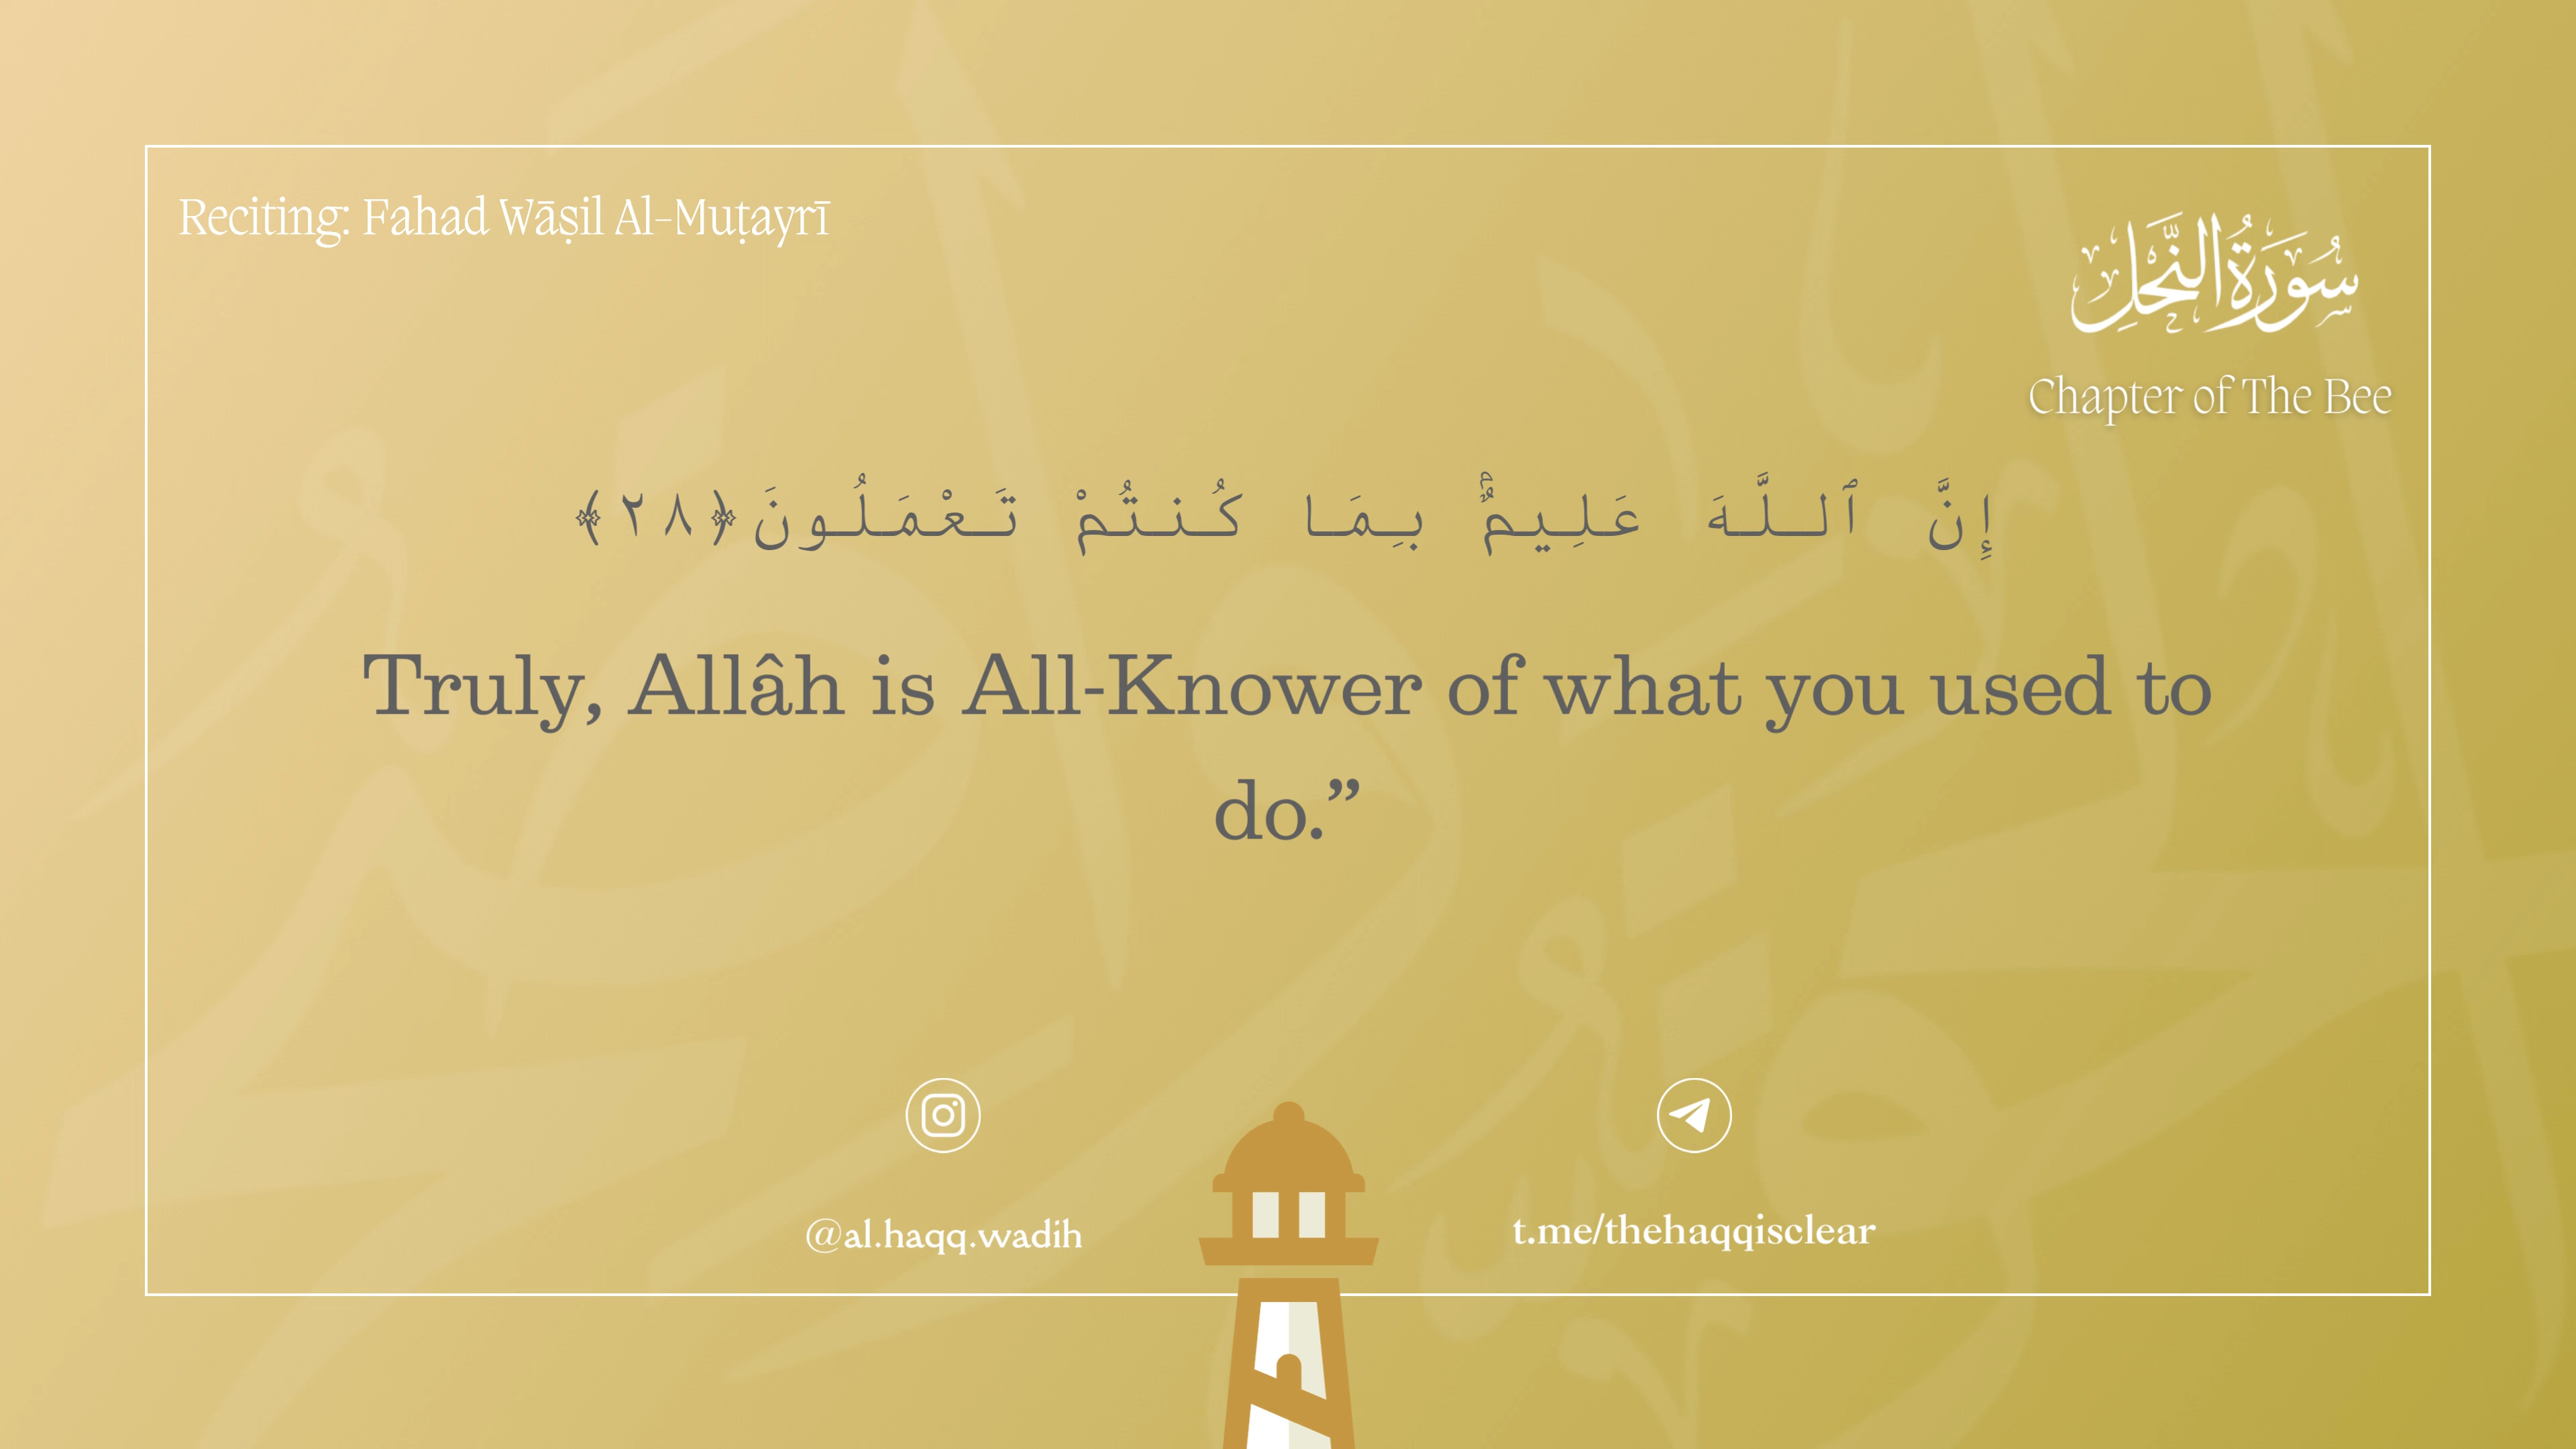 Reciting: Fahad Wāṣil Al-Muṭayrī
سُورَةُ النَّحْلِ
Chapter of The Bee
إِنَّ ٱللَّهَ عَلِيمٌۢ بِمَا كُنتُمْ تَعْمَلُونَ ﴿٢٨﴾
Truly, Allâh is All-Knower of what you used to
do.”
@al.haqq.wadih
t.me/thehaqqisclear